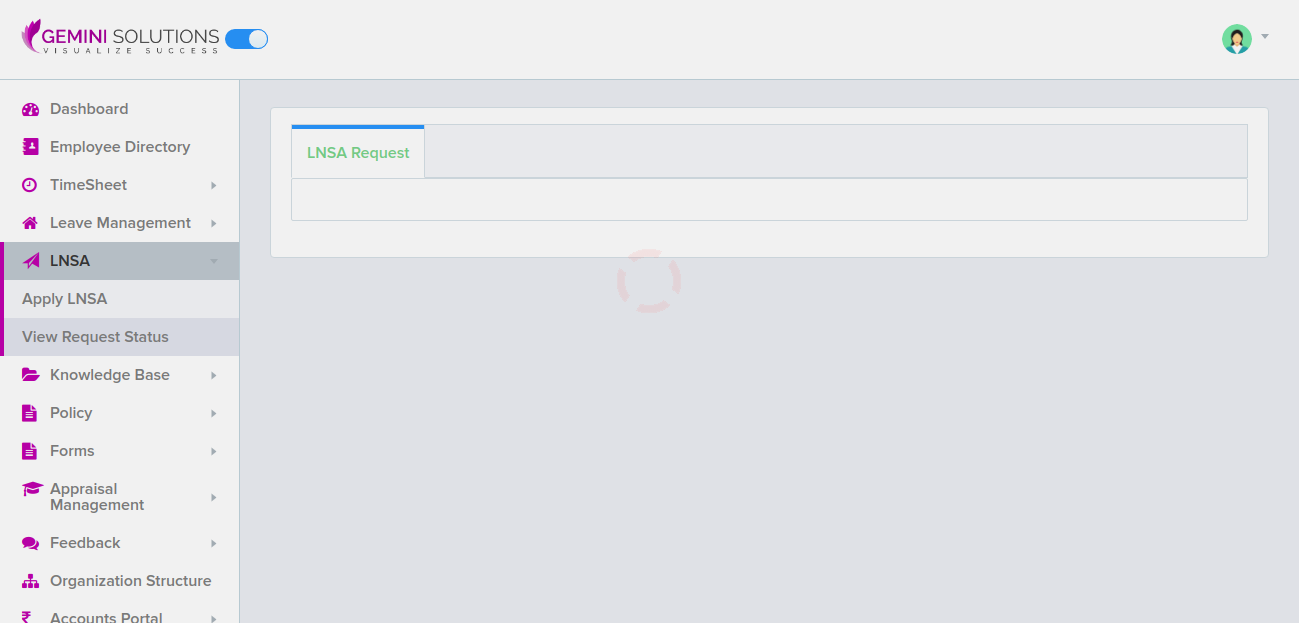 GEMINI SOLUTIONS
VISUALIZE SUCCESS
Dashboard
Employee Directory
TimeSheet
Leave Management
LNSA
Apply LNSA
View Request Status
Knowledge Base
Policy
Forms
Appraisal
Management
Feedback
Organization Structure
Accounts Portal
LNSA Request